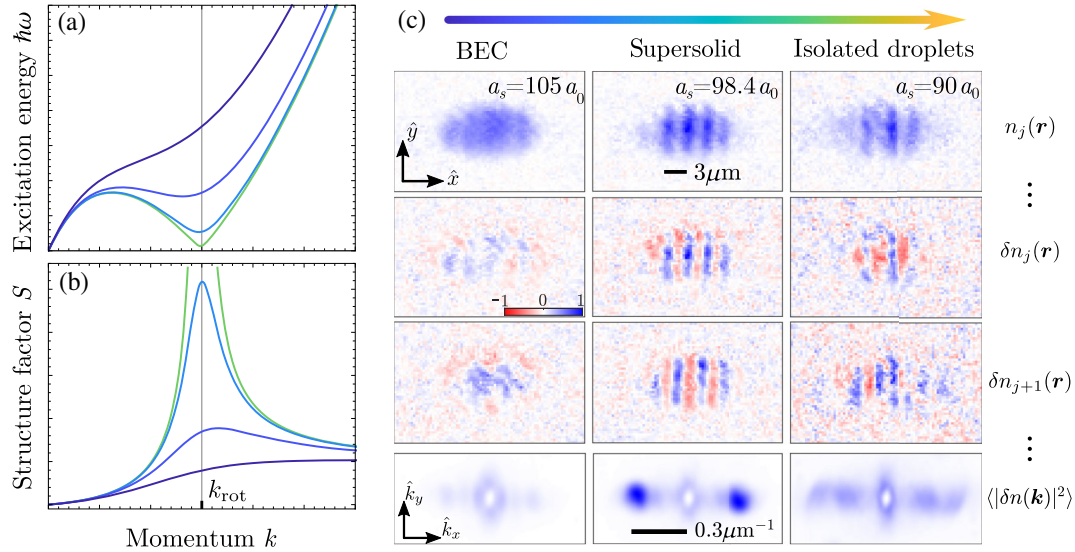 (a)
Excitation energy ħω
(b)
Structure factor S
k_rot
Momentum k
(c)
BEC
Supersolid
Isolated droplets
a_s=105 a_0
a_s=98.4 a_0
a_s=90 a_0
n_j(r)
ŷ
x̂
3μm
⋮
δn_j(r)
−1 0 1
δn_{j+1}(r)
⋮
k̂_y
k̂_x
0.3μm⁻¹
⟨|δn(k)|²⟩